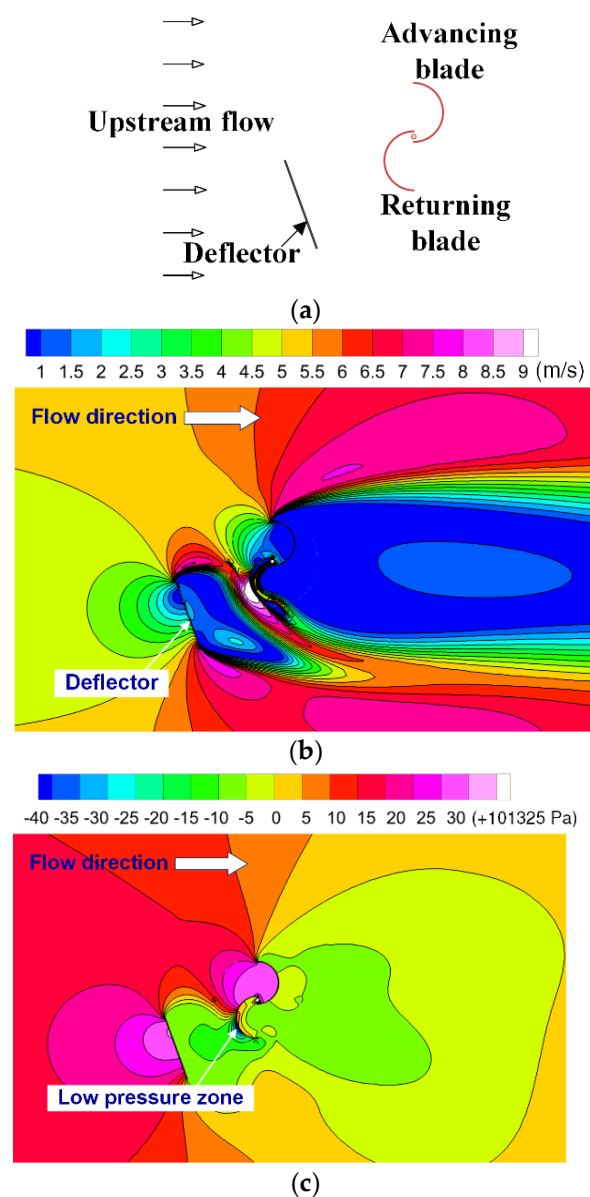 Advancing
blade
Upstream flow
Returning
blade
Deflector
(a)
1 1.5 2 2.5 3 3.5 4 4.5 5 5.5 6 6.5 7 7.5 8 8.5 9 (m/s)
Flow direction
Deflector
(b)
-40 -35 -30 -25 -20 -15 -10 -5 0 5 10 15 20 25 30 (+101325 Pa)
Flow direction
Low pressure zone
(c)